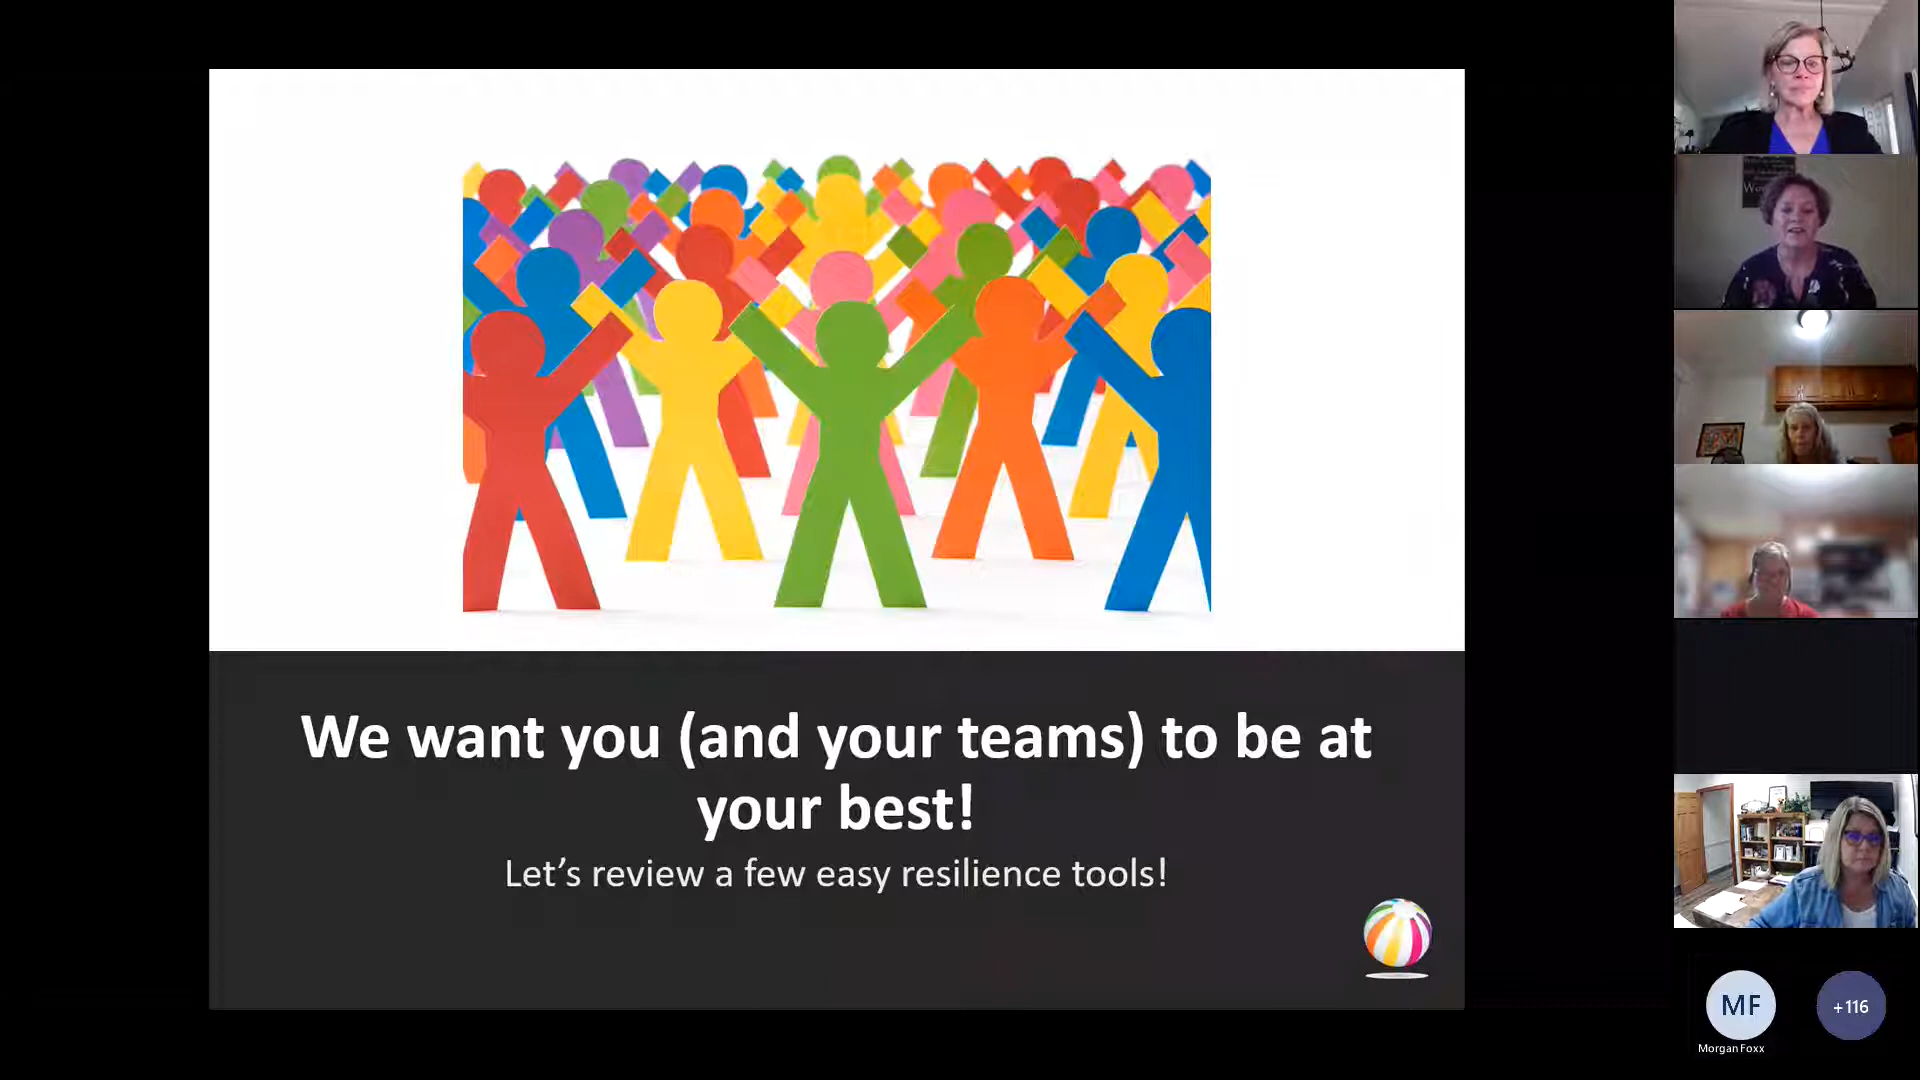 We want you (and your teams) to be at
your best!
Let's review a few easy resilience tools!
MF
+116
Morgan Foxx